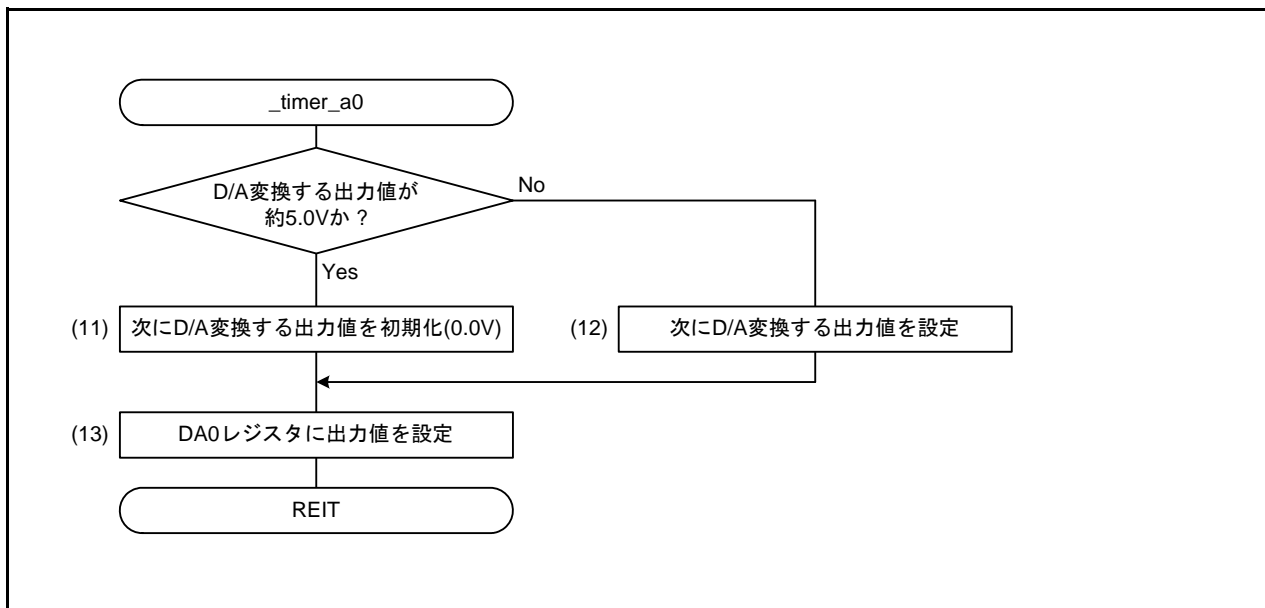 _timer_a0
D/A変換する出力値が
約5.0Vか？
No
Yes
(11) 次にD/A変換する出力値を初期化(0.0V)
(12) 次にD/A変換する出力値を設定
(13) DA0レジスタに出力値を設定
REIT